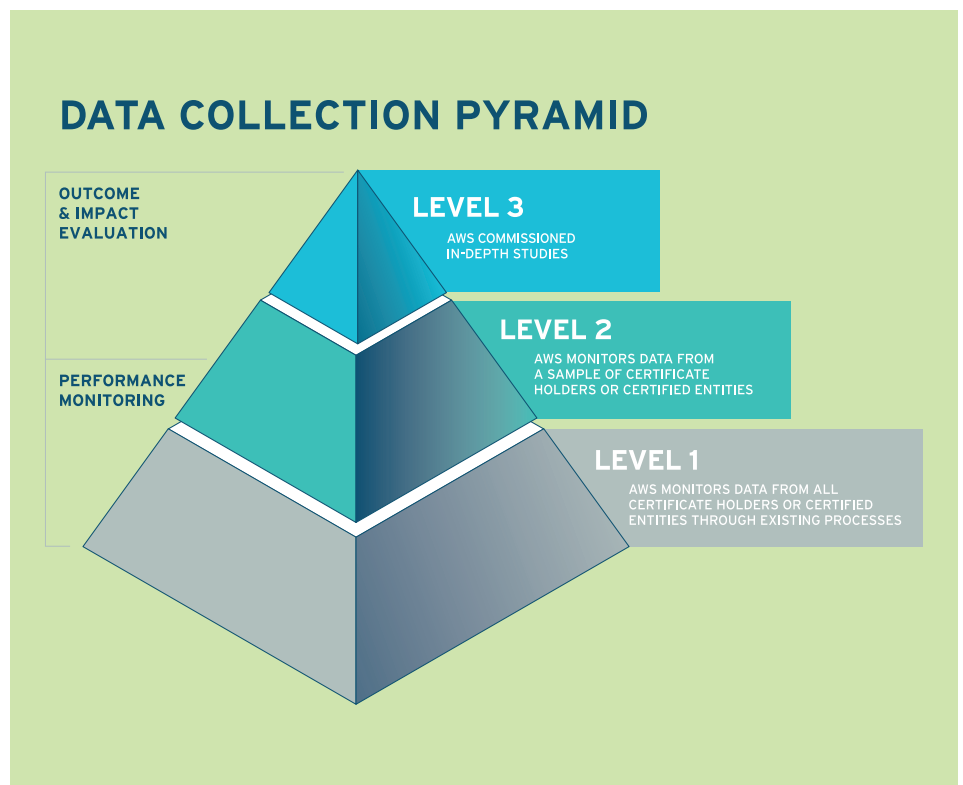 DATA COLLECTION PYRAMID
OUTCOME
& IMPACT
EVALUATION
LEVEL 3
AWS COMMISSIONED
IN-DEPTH STUDIES
LEVEL 2
AWS MONITORS DATA FROM
A SAMPLE OF CERTIFICATE
HOLDERS OR CERTIFIED ENTITIES
PERFORMANCE
MONITORING
LEVEL 1
AWS MONITORS DATA FROM ALL
CERTIFICATE HOLDERS OR CERTIFIED
ENTITIES THROUGH EXISTING PROCESSES